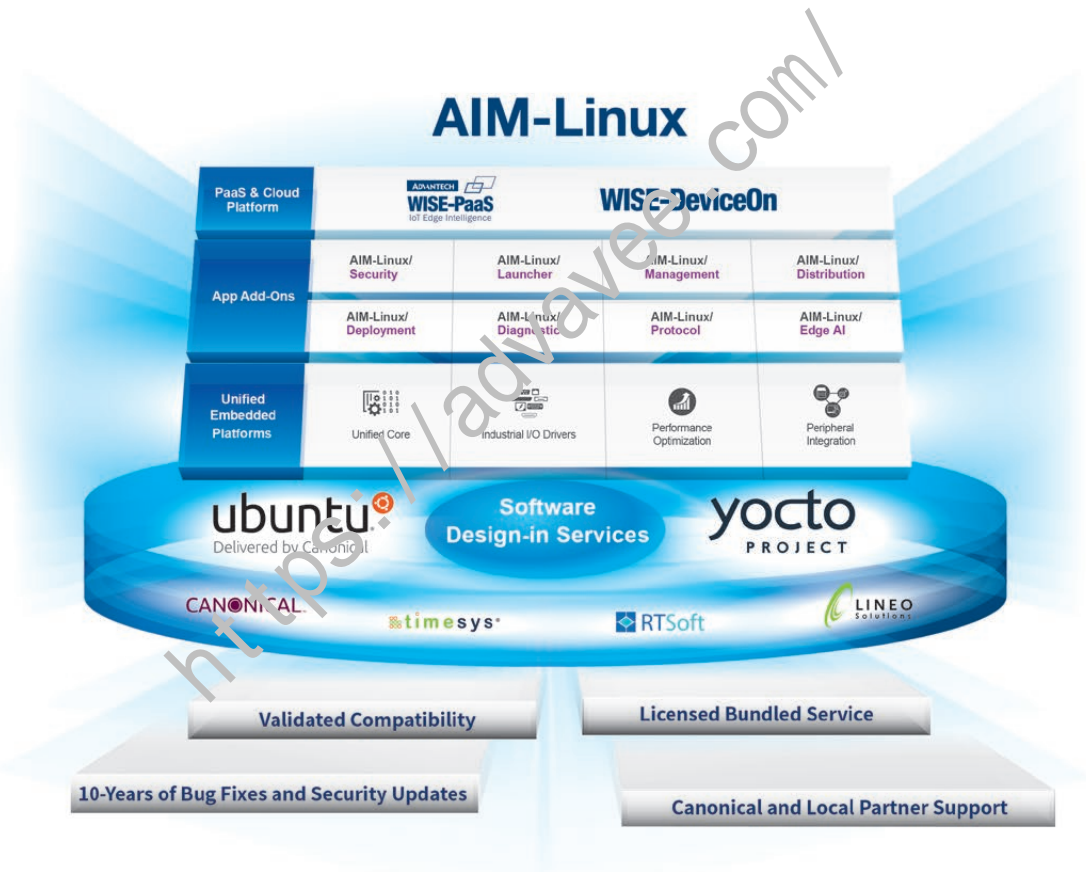 AIM-Linux
PaaS & Cloud
Platform
ADVANTECH
WISE-PaaS
IoT Edge Intelligence
WISE-DeviceOn
App Add-Ons
AIM-Linux/
Security
AIM-Linux/
Launcher
AIM-Linux/
Management
AIM-Linux/
Distribution
AIM-Linux/
Deployment
AIM-Linux/
Diagnostic
AIM-Linux/
Protocol
AIM-Linux/
Edge AI
Unified
Embedded
Platforms
Unified Core
Industrial I/O Drivers
Performance
Optimization
Peripheral
Integration
ubuntu
Delivered by Canonical
Software
Design-in Services
yocto
PROJECT
CANONICAL
timesys
RTSoft
LINEO
Solutions
Validated Compatibility
Licensed Bundled Service
10-Years of Bug Fixes and Security Updates
Canonical and Local Partner Support
https://advavee.com/